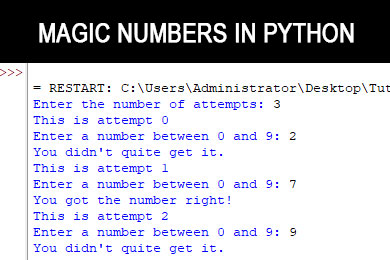 MAGIC NUMBERS IN PYTHON
>>>
= RESTART: C:\Users\Administrator\Desktop\Tut
Enter the number of attempts: 3
This is attempt 0
Enter a number between 0 and 9: 2
You didn't quite get it.
This is attempt 1
Enter a number between 0 and 9: 7
You got the number right!
This is attempt 2
Enter a number between 0 and 9: 9
You didn't quite get it.